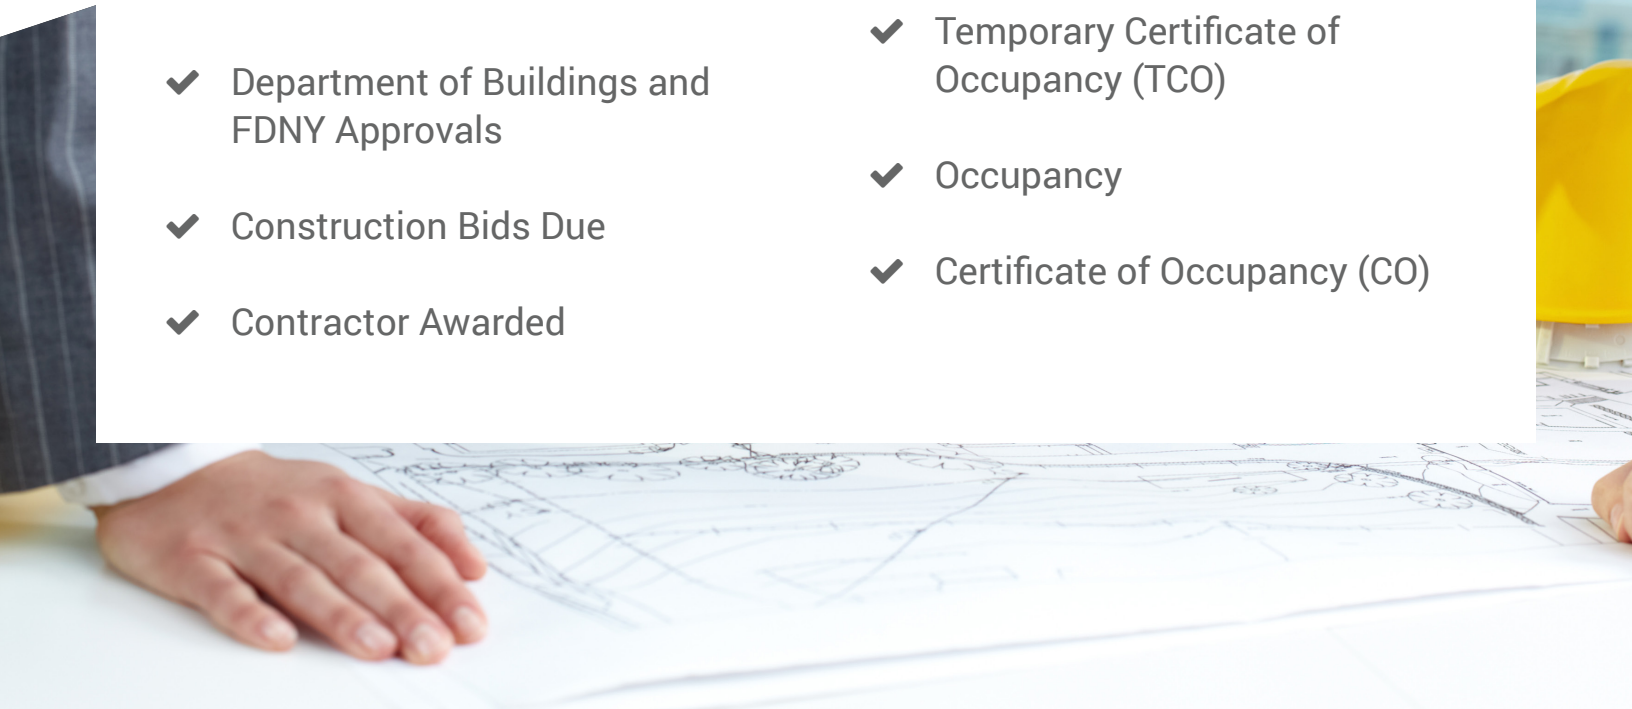 Department of Buildings and
FDNY Approvals
Construction Bids Due
Contractor Awarded
Temporary Certificate of
Occupancy (TCO)
Occupancy
Certificate of Occupancy (CO)